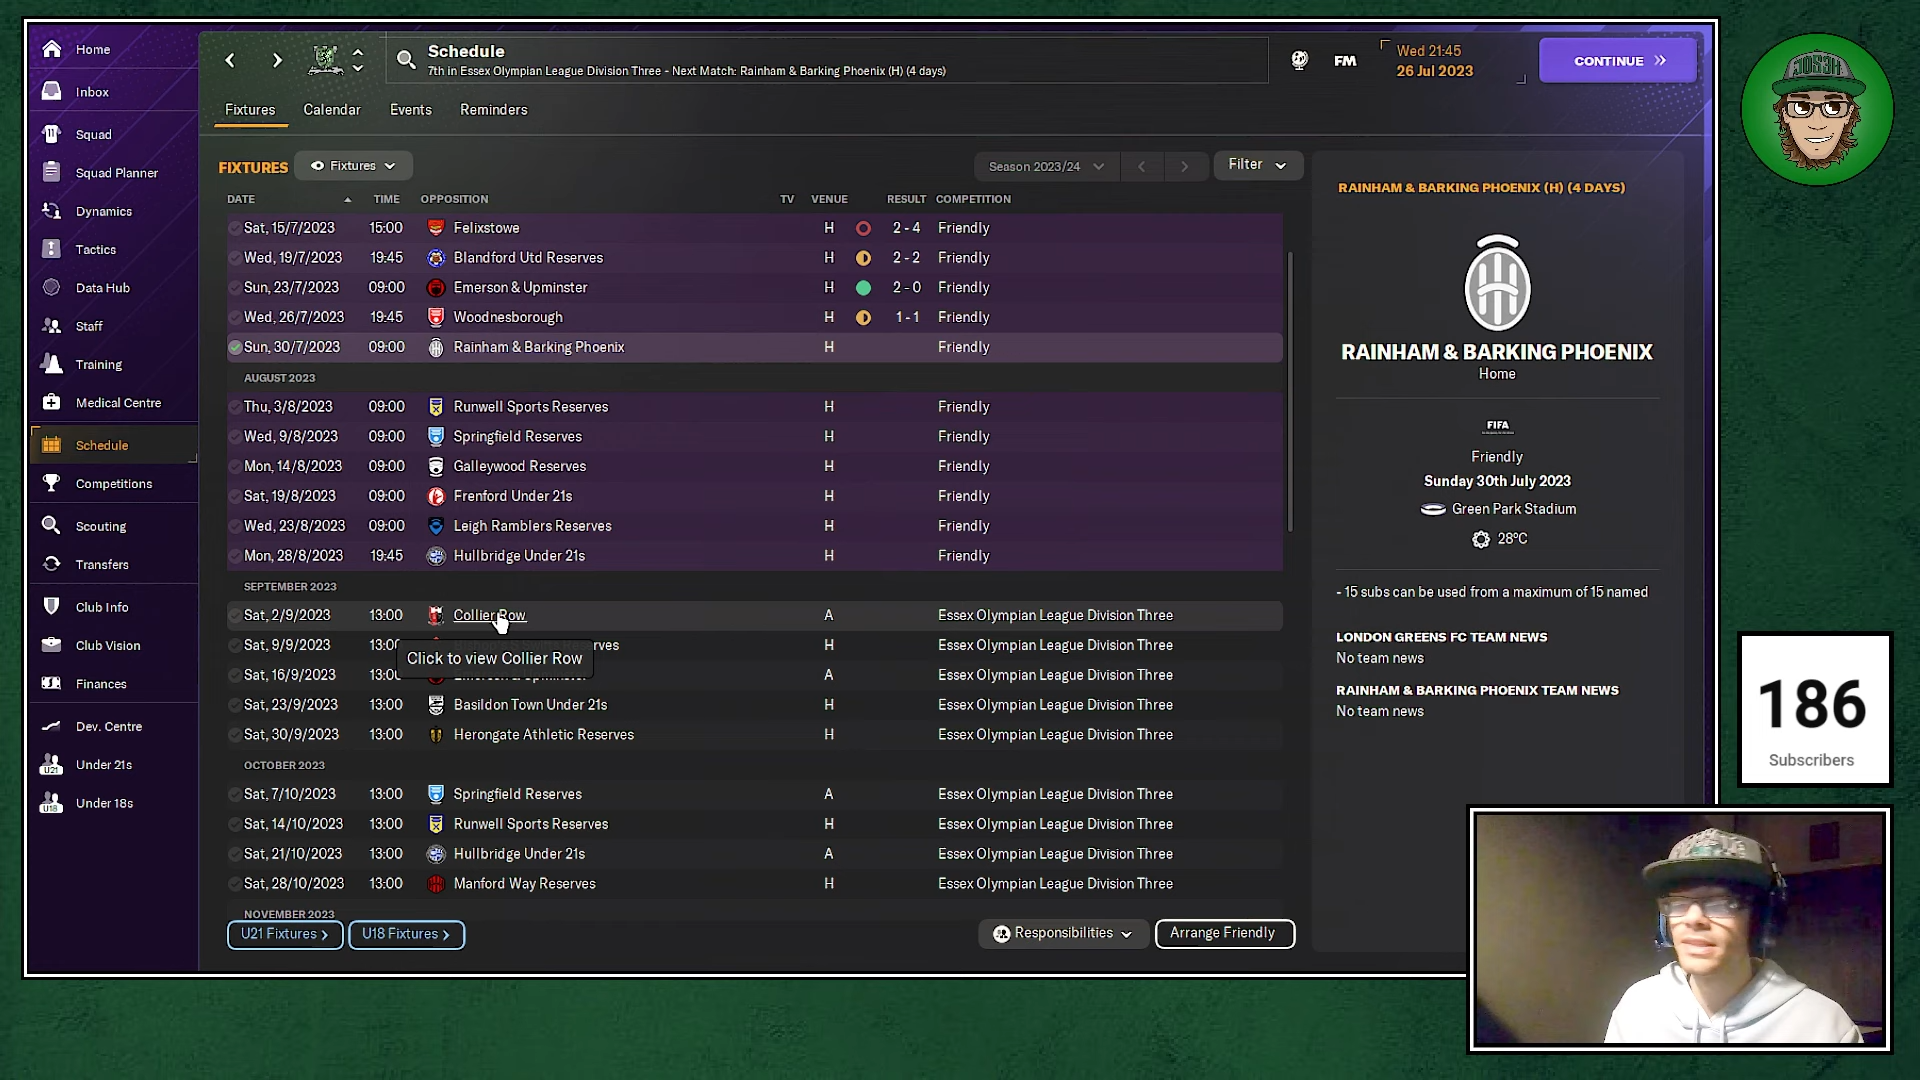 Home
Inbox
Squad
Squad Planner
Dynamics
Tactics
Data Hub
Staff
Training
Medical Centre
Schedule
Competitions
Scouting
Transfers
Club Info
Club Vision
Finances
Dev. Centre
U21 Under 21s
U18 Under 18s
Schedule
7th in Essex Olympian League Division Three - Next Match: Rainham & Barking Phoenix (H) (4 days)
FM
Wed 21:45
26 Jul 2023
CONTINUE
Fixtures Calendar Events Reminders
FIXTURES Fixtures Season 2023/24 Filter
DATE TIME OPPOSITION TV VENUE RESULT COMPETITION
Sat, 15/7/2023 15:00 Felixstowe H 2 - 4 Friendly
Wed, 19/7/2023 19:45 Blandford Utd Reserves H 2 - 2 Friendly
Sun, 23/7/2023 09:00 Emerson & Upminster H 2 - 0 Friendly
Wed, 26/7/2023 19:45 Woodnesborough H 1 - 1 Friendly
Sun, 30/7/2023 09:00 Rainham & Barking Phoenix H Friendly
AUGUST 2023
Thu, 3/8/2023 09:00 Runwell Sports Reserves H Friendly
Wed, 9/8/2023 09:00 Springfield Reserves H Friendly
Mon, 14/8/2023 09:00 Galleywood Reserves H Friendly
Sat, 19/8/2023 09:00 Frenford Under 21s H Friendly
Wed, 23/8/2023 09:00 Leigh Ramblers Reserves H Friendly
Mon, 28/8/2023 19:45 Hullbridge Under 21s H Friendly
SEPTEMBER 2023
Sat, 2/9/2023 13:00 Collier Row A Essex Olympian League Division Three
Sat, 9/9/2023 13:00 H Essex Olympian League Division Three
Click to view Collier Row
Sat, 16/9/2023 13:00 A Essex Olympian League Division Three
Sat, 23/9/2023 13:00 Basildon Town Under 21s H Essex Olympian League Division Three
Sat, 30/9/2023 13:00 Herongate Athletic Reserves H Essex Olympian League Division Three
OCTOBER 2023
Sat, 7/10/2023 13:00 Springfield Reserves A Essex Olympian League Division Three
Sat, 14/10/2023 13:00 Runwell Sports Reserves H Essex Olympian League Division Three
Sat, 21/10/2023 13:00 Hullbridge Under 21s A Essex Olympian League Division Three
Sat, 28/10/2023 13:00 Manford Way Reserves H Essex Olympian League Division Three
NOVEMBER 2023
U21 Fixtures > U18 Fixtures > Responsibilities Arrange Friendly
RAINHAM & BARKING PHOENIX (H) (4 DAYS)
RAINHAM & BARKING PHOENIX
Home
FIFA
Friendly
Sunday 30th July 2023
Green Park Stadium
28°C
- 15 subs can be used from a maximum of 15 named
LONDON GREENS FC TEAM NEWS
No team news
RAINHAM & BARKING PHOENIX TEAM NEWS
No team news
186
Subscribers